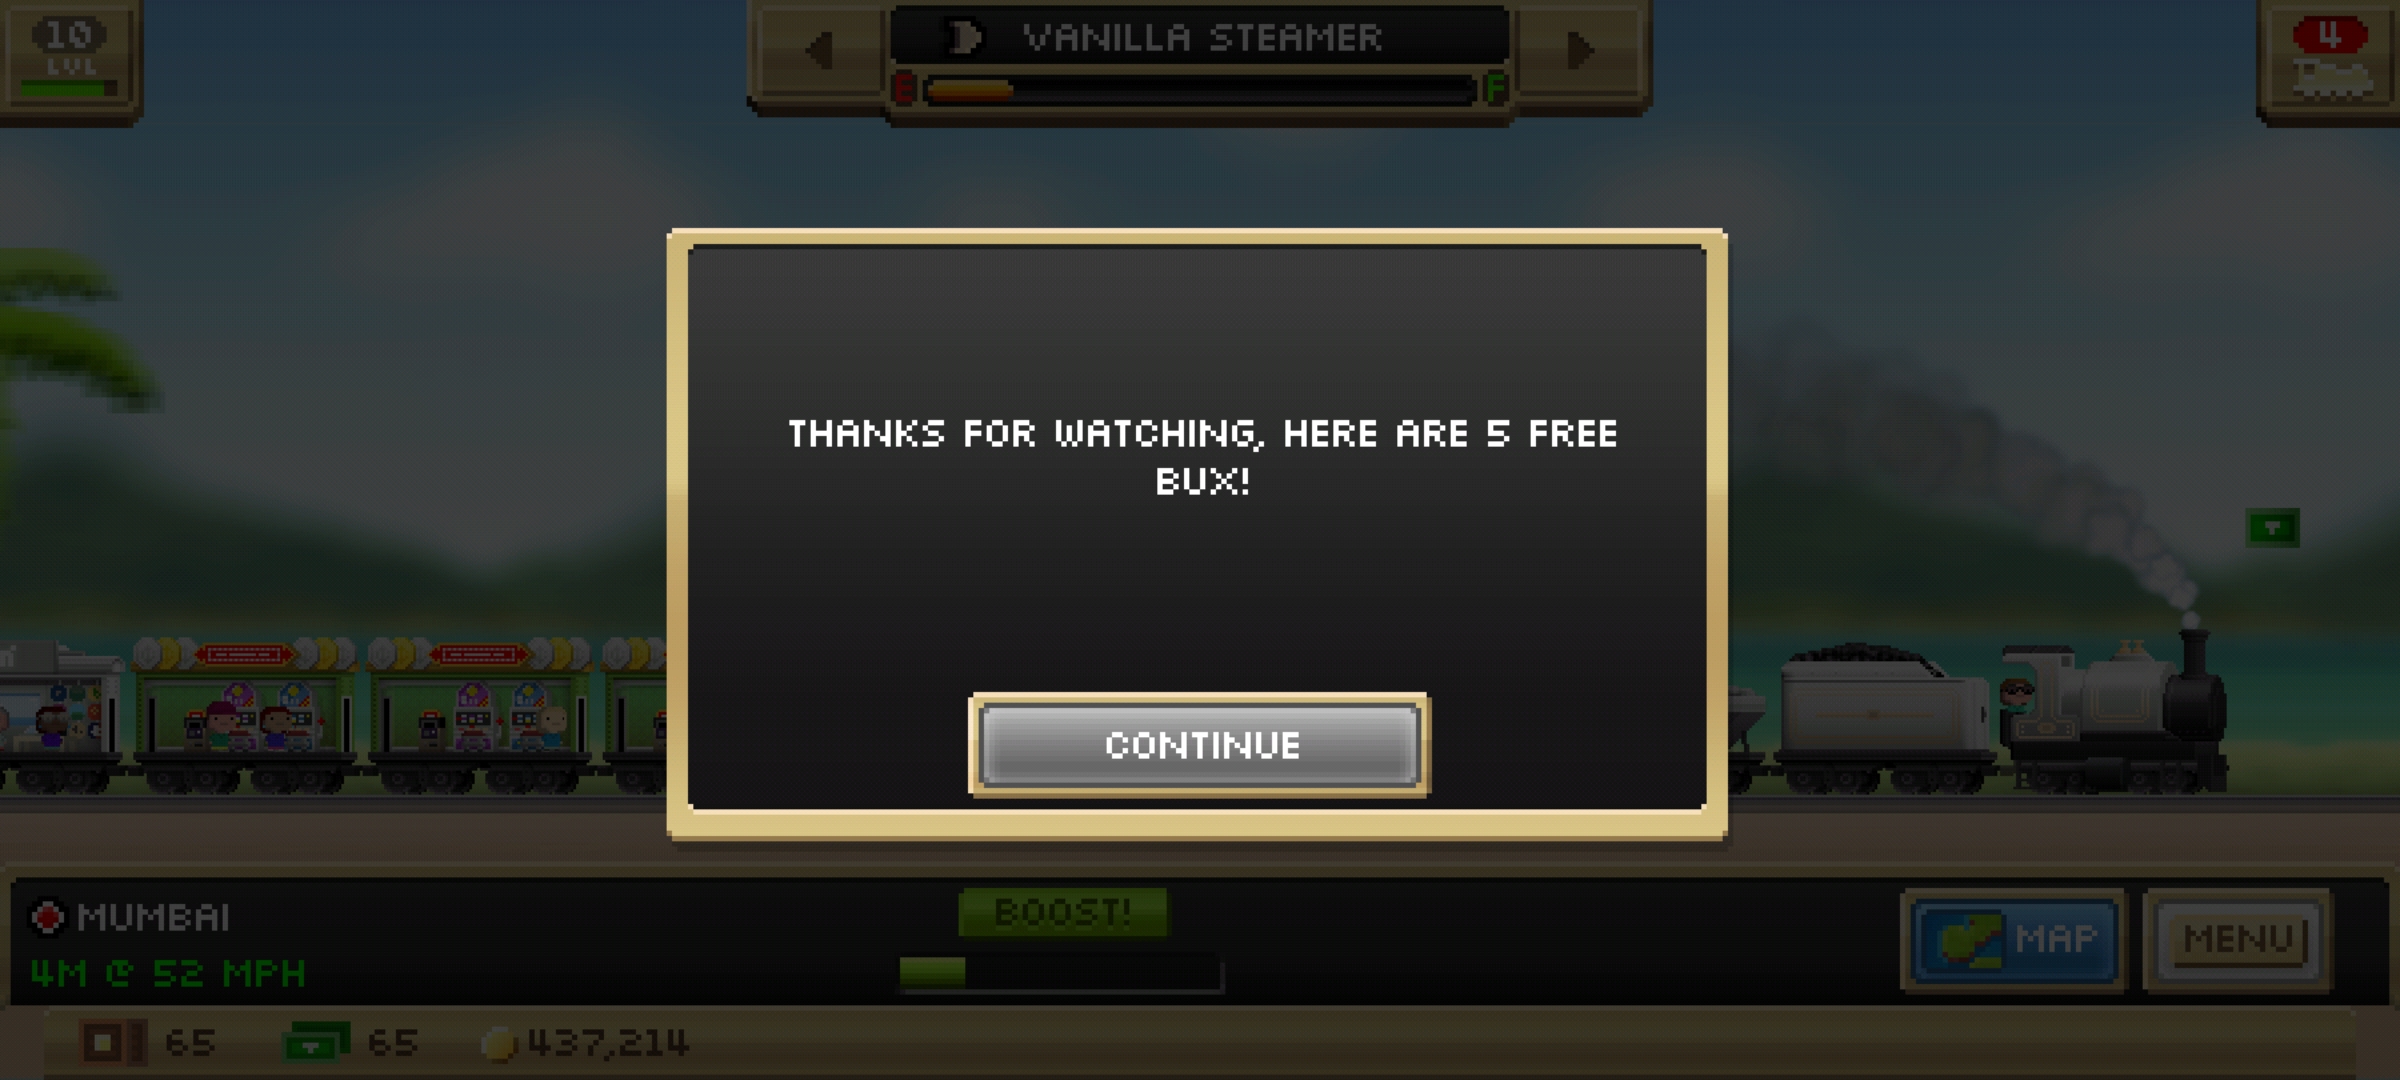 10
LVL
VANILLA STEAMER
E F
4
THANKS FOR WATCHING, HERE ARE 5 FREE
BUX!
CONTINUE
MUMBAI
4M @ 52 MPH
BOOST!
MAP
MENU
65 65 437,214